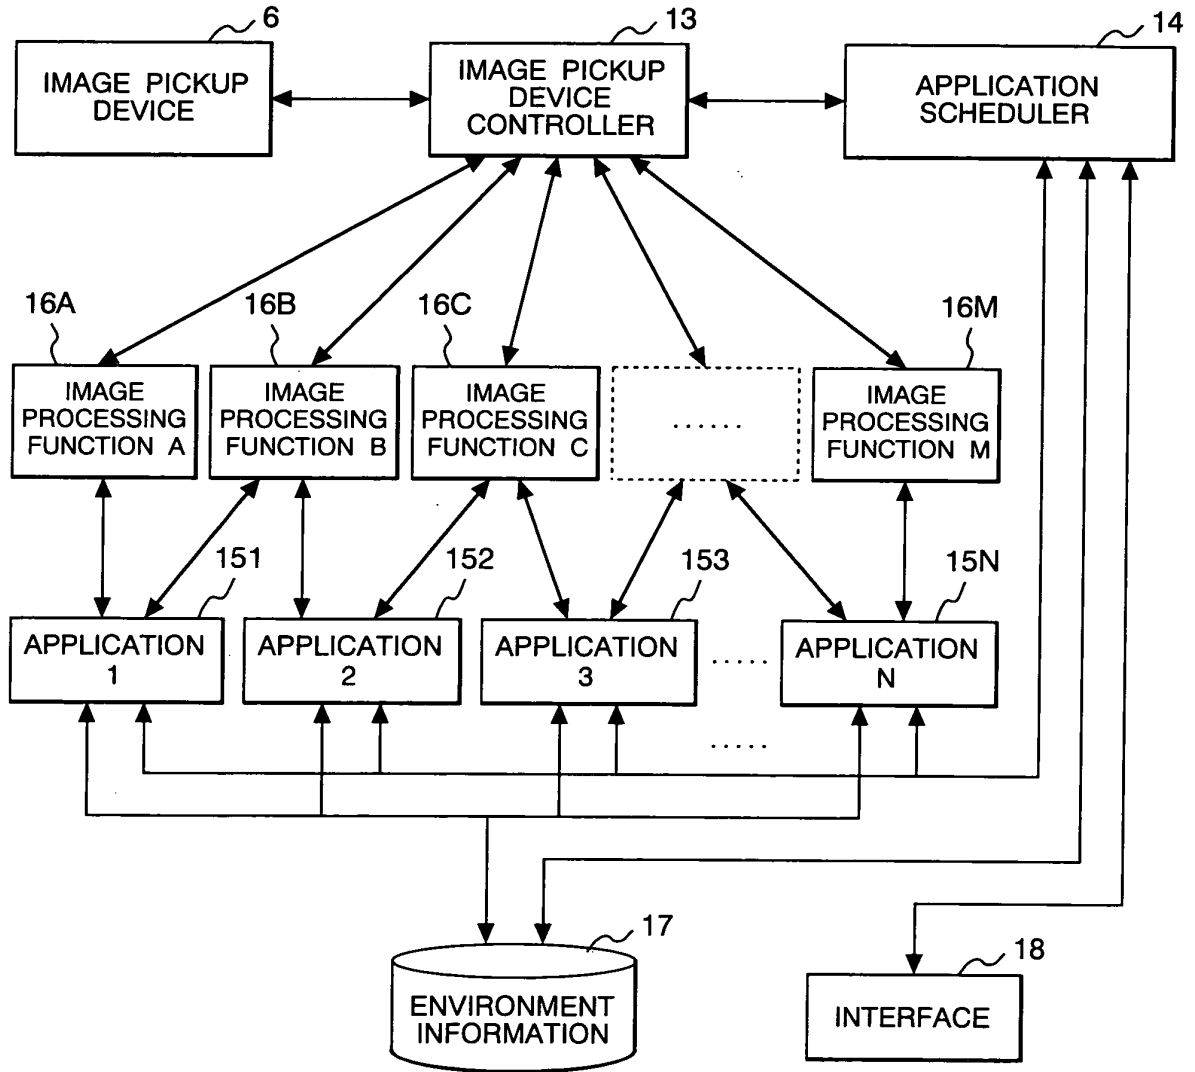 6
13
14
IMAGE PICKUP
DEVICE
IMAGE PICKUP
DEVICE
CONTROLLER
APPLICATION
SCHEDULER
16A
16B
16C
16M
IMAGE
PROCESSING
FUNCTION A
IMAGE
PROCESSING
FUNCTION B
IMAGE
PROCESSING
FUNCTION C
......
IMAGE
PROCESSING
FUNCTION M
151
152
153
15N
APPLICATION
1
APPLICATION
2
APPLICATION
3
.....
APPLICATION
N
.....
17
ENVIRONMENT
INFORMATION
18
INTERFACE